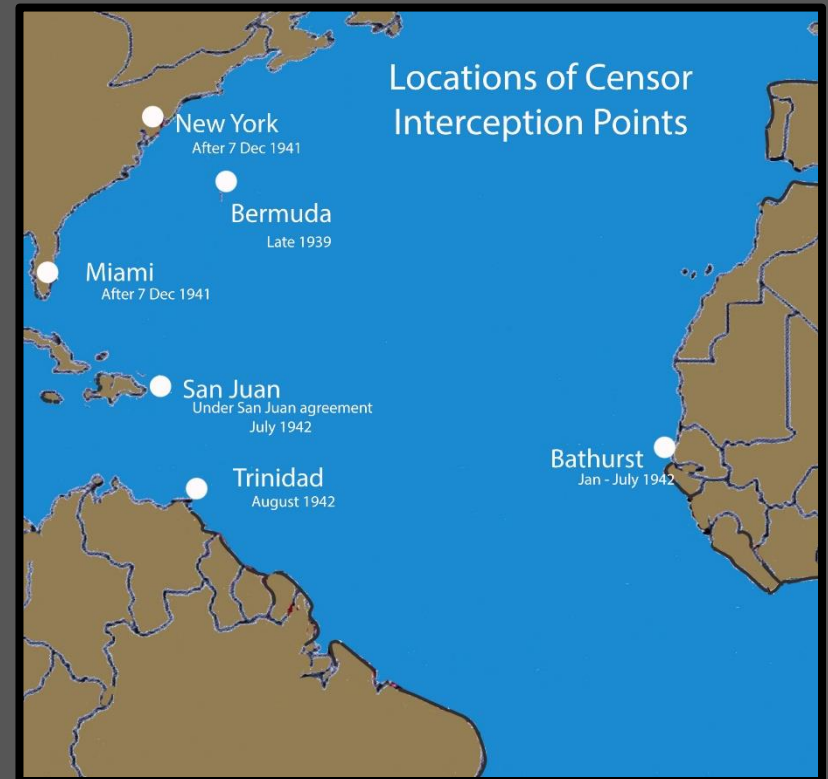 Locations of Censor
Interception Points
New York
After 7 Dec 1941
Bermuda
Late 1939
Miami
After 7 Dec 1941
San Juan
Under San Juan agreement
July 1942
Bathurst
Jan - July 1942
Trinidad
August 1942